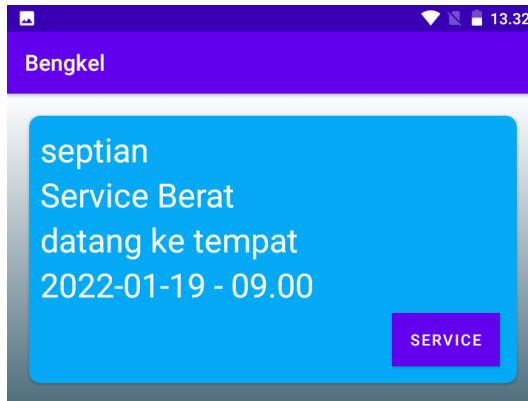 13.32
Bengkel
septian
Service Berat
datang ke tempat
2022-01-19 - 09.00
SERVICE